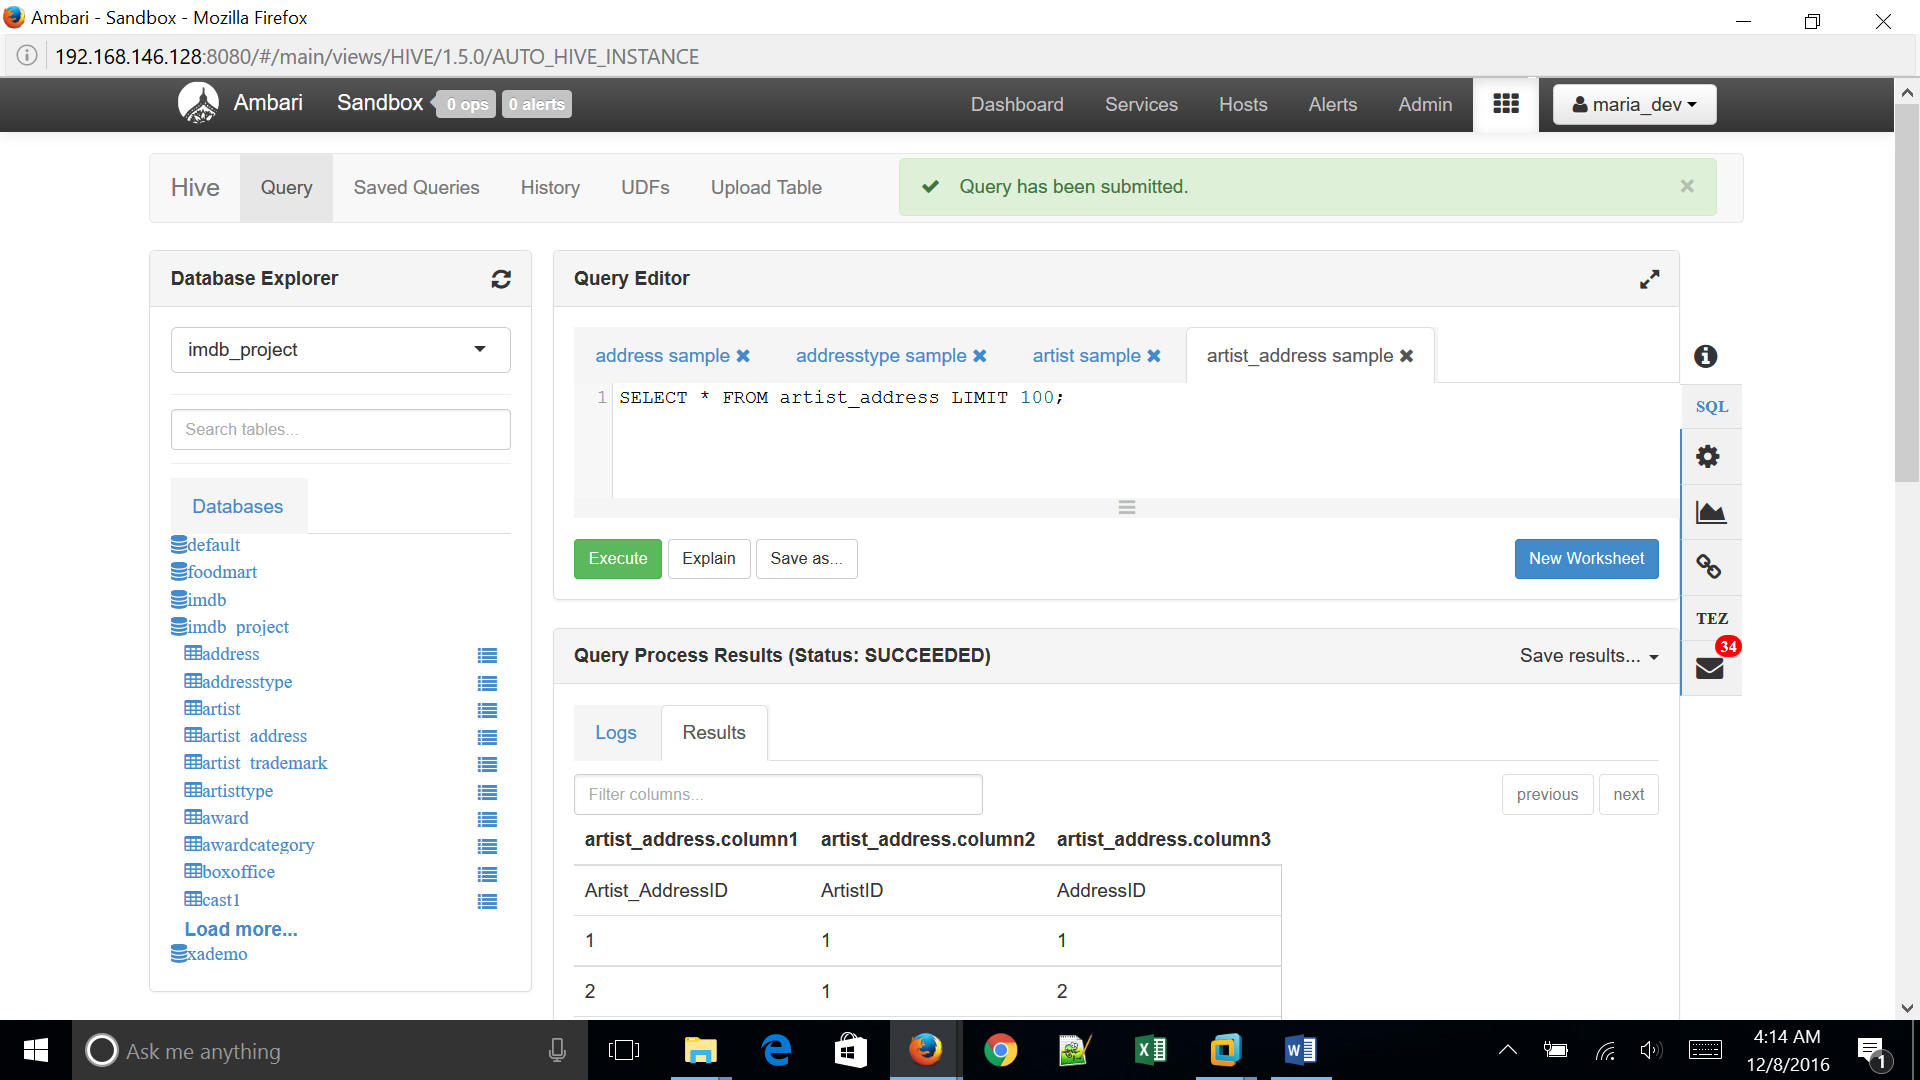 Ambari - Sandbox - Mozilla Firefox
192.168.146.128:8080/#/main/views/HIVE/1.5.0/AUTO_HIVE_INSTANCE
Ambari Sandbox 0 ops 0 alerts Dashboard Services Hosts Alerts Admin maria_dev
Hive Query Saved Queries History UDFs Upload Table Query has been submitted.
Database Explorer
imdb_project
Search tables...
Databases
default
foodmart
imdb
imdb_project
address
addresstype
artist
artist_address
artist_trademark
artisttype
award
awardcategory
boxoffice
cast1
Load more...
xademo
Query Editor
address sample addresstype sample artist sample artist_address sample
1 SELECT * FROM artist_address LIMIT 100;
Execute Explain Save as... New Worksheet
SQL
TEZ
34
Query Process Results (Status: SUCCEEDED) Save results...
Logs Results
Filter columns... previous next
artist_address.column1 artist_address.column2 artist_address.column3
Artist_AddressID ArtistID AddressID
1 1 1
2 1 2
Ask me anything
4:14 AM
12/8/2016
1